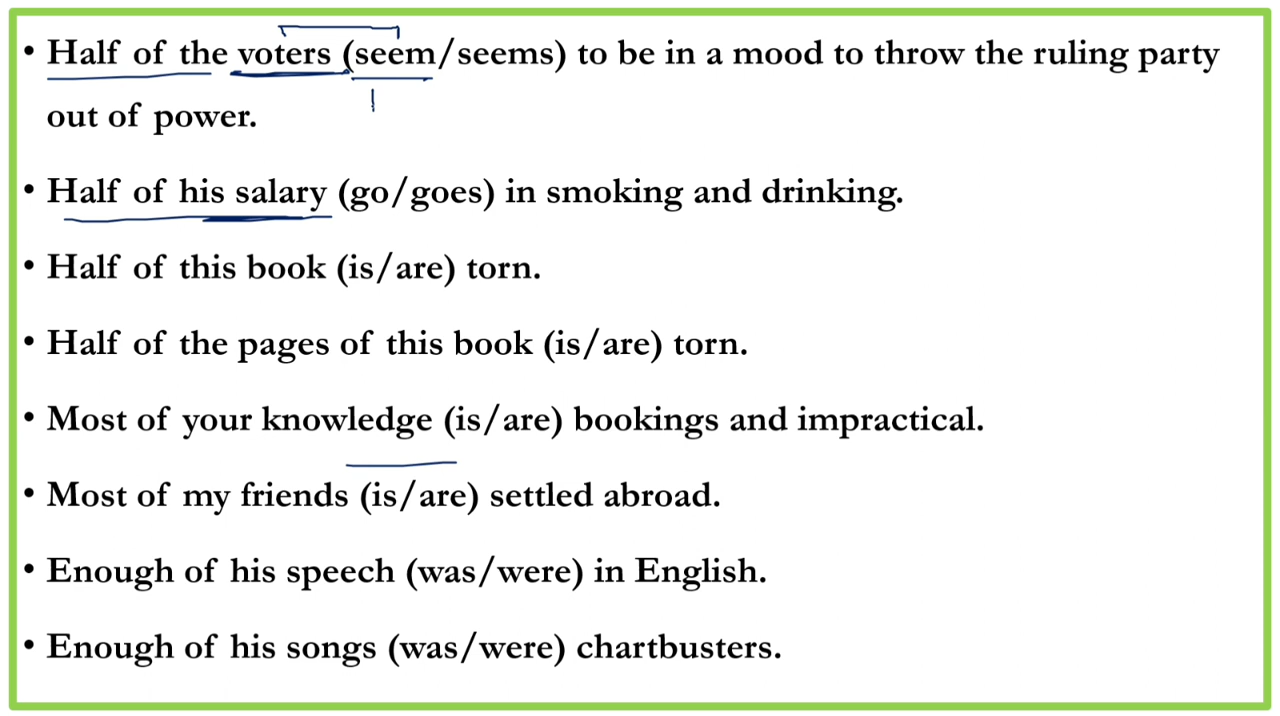 • Half of the voters (seem/seems) to be in a mood to throw the ruling party
out of power.
• Half of his salary (go/goes) in smoking and drinking.
• Half of this book (is/are) torn.
• Half of the pages of this book (is/are) torn.
• Most of your knowledge (is/are) bookings and impractical.
• Most of my friends (is/are) settled abroad.
• Enough of his speech (was/were) in English.
• Enough of his songs (was/were) chartbusters.